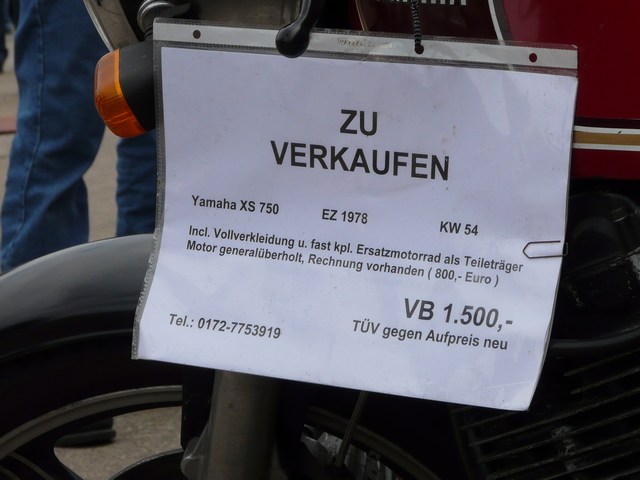 ZU
VERKAUFEN
Yamaha XS 750 EZ 1978 KW 54
Incl. Vollverkleidung u. fast kpl. Ersatzmotorrad als Teileträger
Motor generalüberholt, Rechnung vorhanden ( 800,- Euro )
VB 1.500,-
Tel.: 0172-7753919 TÜV gegen Aufpreis neu